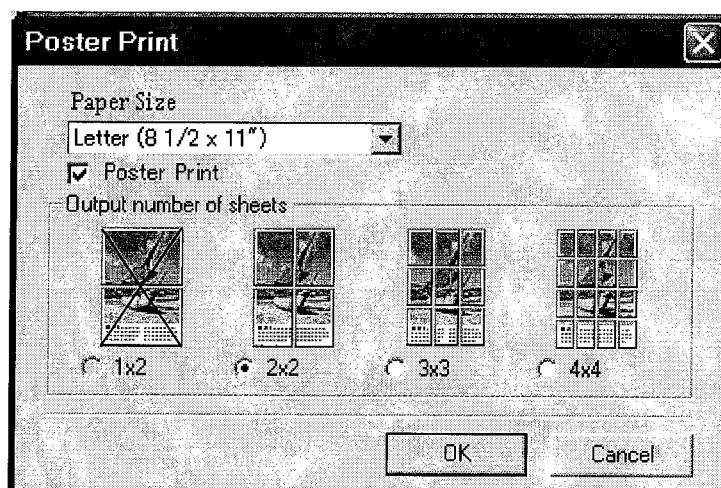 Poster Print
Paper Size
Letter (8 1/2 x 11")
Poster Print
Output number of sheets
1x2 2x2 3x3 4x4
OK Cancel